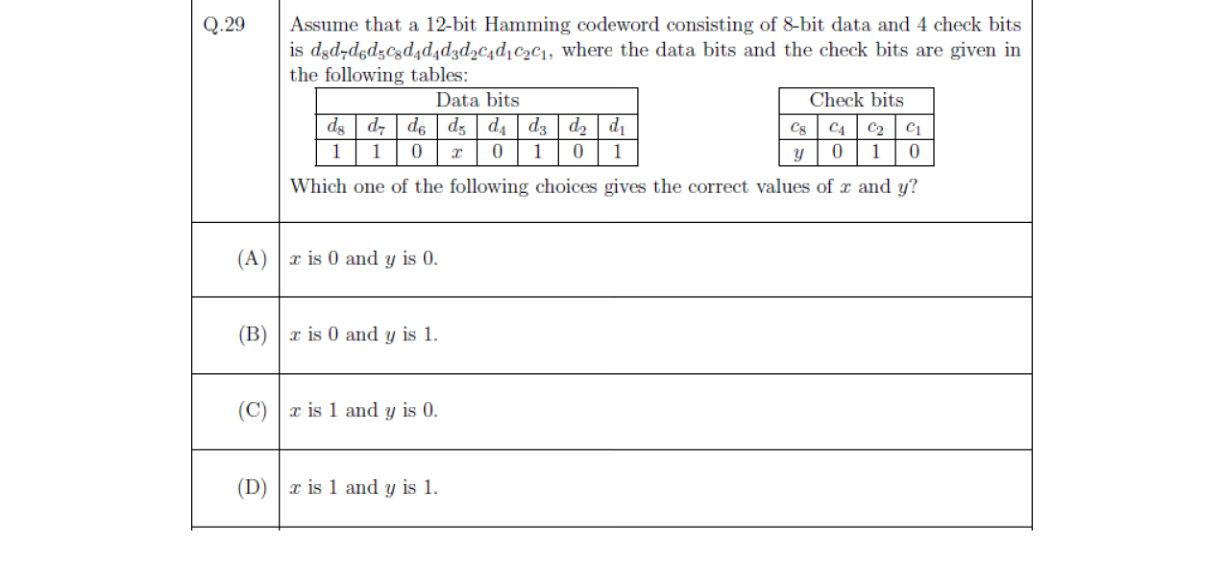 Q.29 Assume that a 12-bit Hamming codeword consisting of 8-bit data and 4 check bits
is d₈d₇d₆d₅c₈d₄d₃d₂c₄d₁c₂c₁, where the data bits and the check bits are given in
the following tables:
Data bits Check bits
d₈ d₇ d₆ d₅ d₄ d₃ d₂ d₁ c₈ c₄ c₂ c₁
1 1 0 x 0 1 0 1 y 0 1 0
Which one of the following choices gives the correct values of x and y?
(A) x is 0 and y is 0.
(B) x is 0 and y is 1.
(C) x is 1 and y is 0.
(D) x is 1 and y is 1.